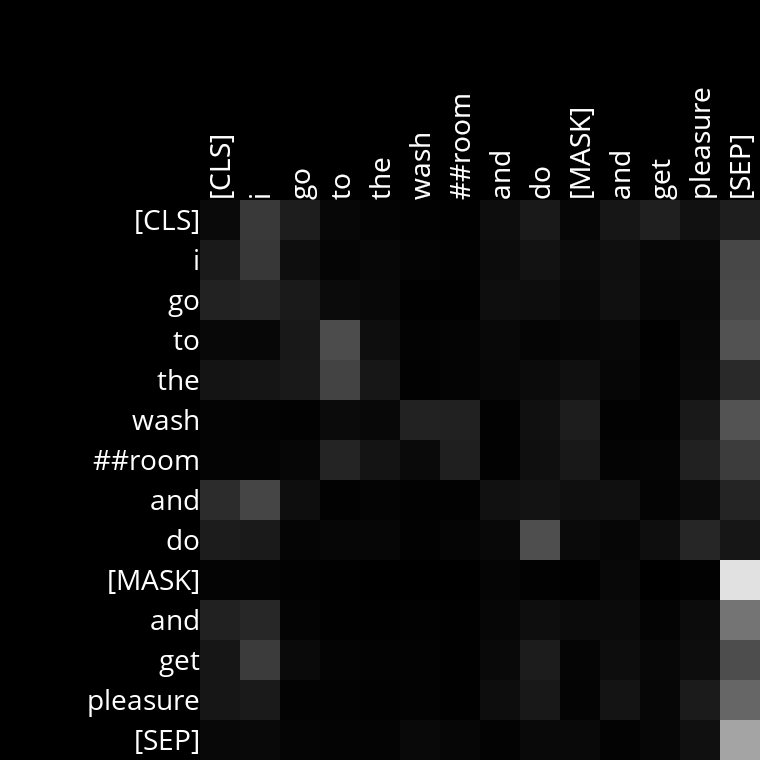 [CLS] i go to the wash ##room and do [MASK] and get pleasure [SEP]
[CLS]
i
go
to
the
wash
##room
and
do
[MASK]
and
get
pleasure
[SEP]